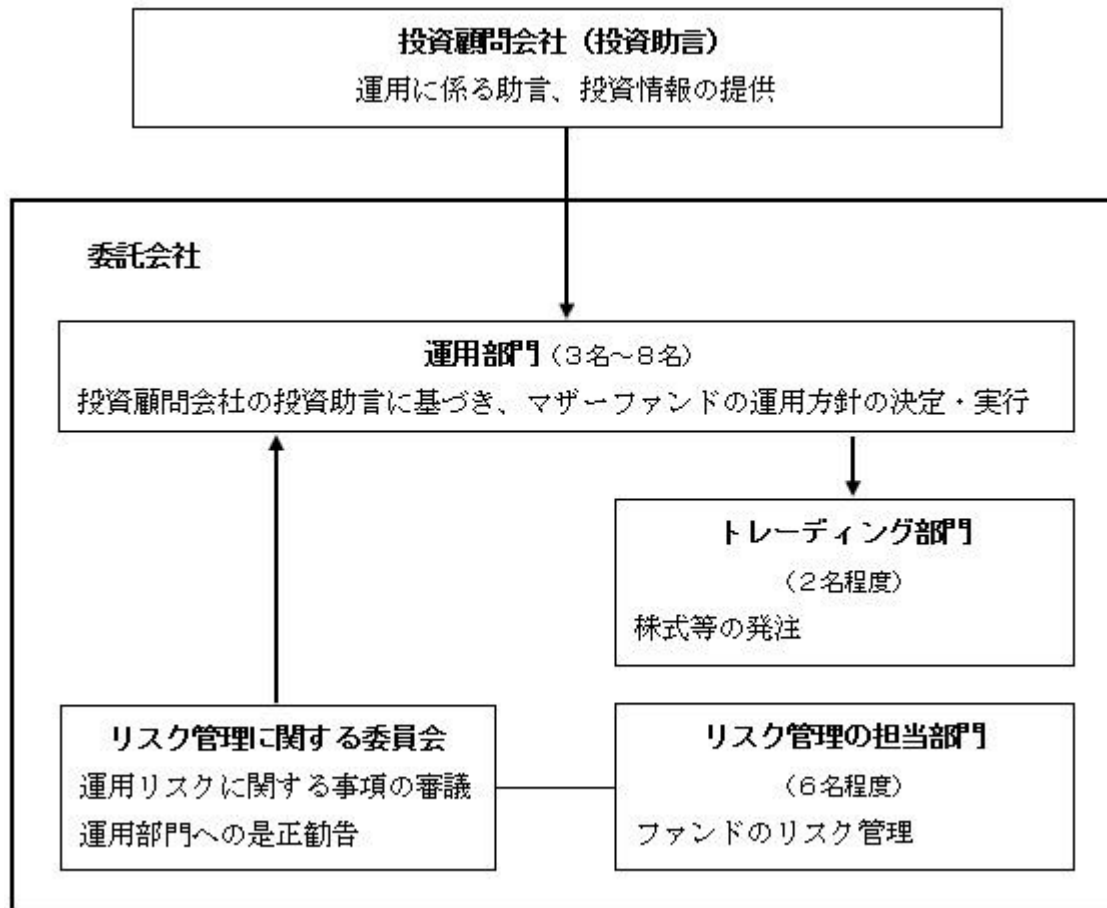 投資顧問会社（投資助言）
運用に係る助言、投資情報の提供
委託会社
運用部門（3名～8名）
投資顧問会社の投資助言に基づき、マザーファンドの運用方針の決定・実行
トレーディング部門
（2名程度）
株式等の発注
リスク管理に関する委員会
運用リスクに関する事項の審議
運用部門への是正勧告
リスク管理の担当部門
（6名程度）
ファンドのリスク管理